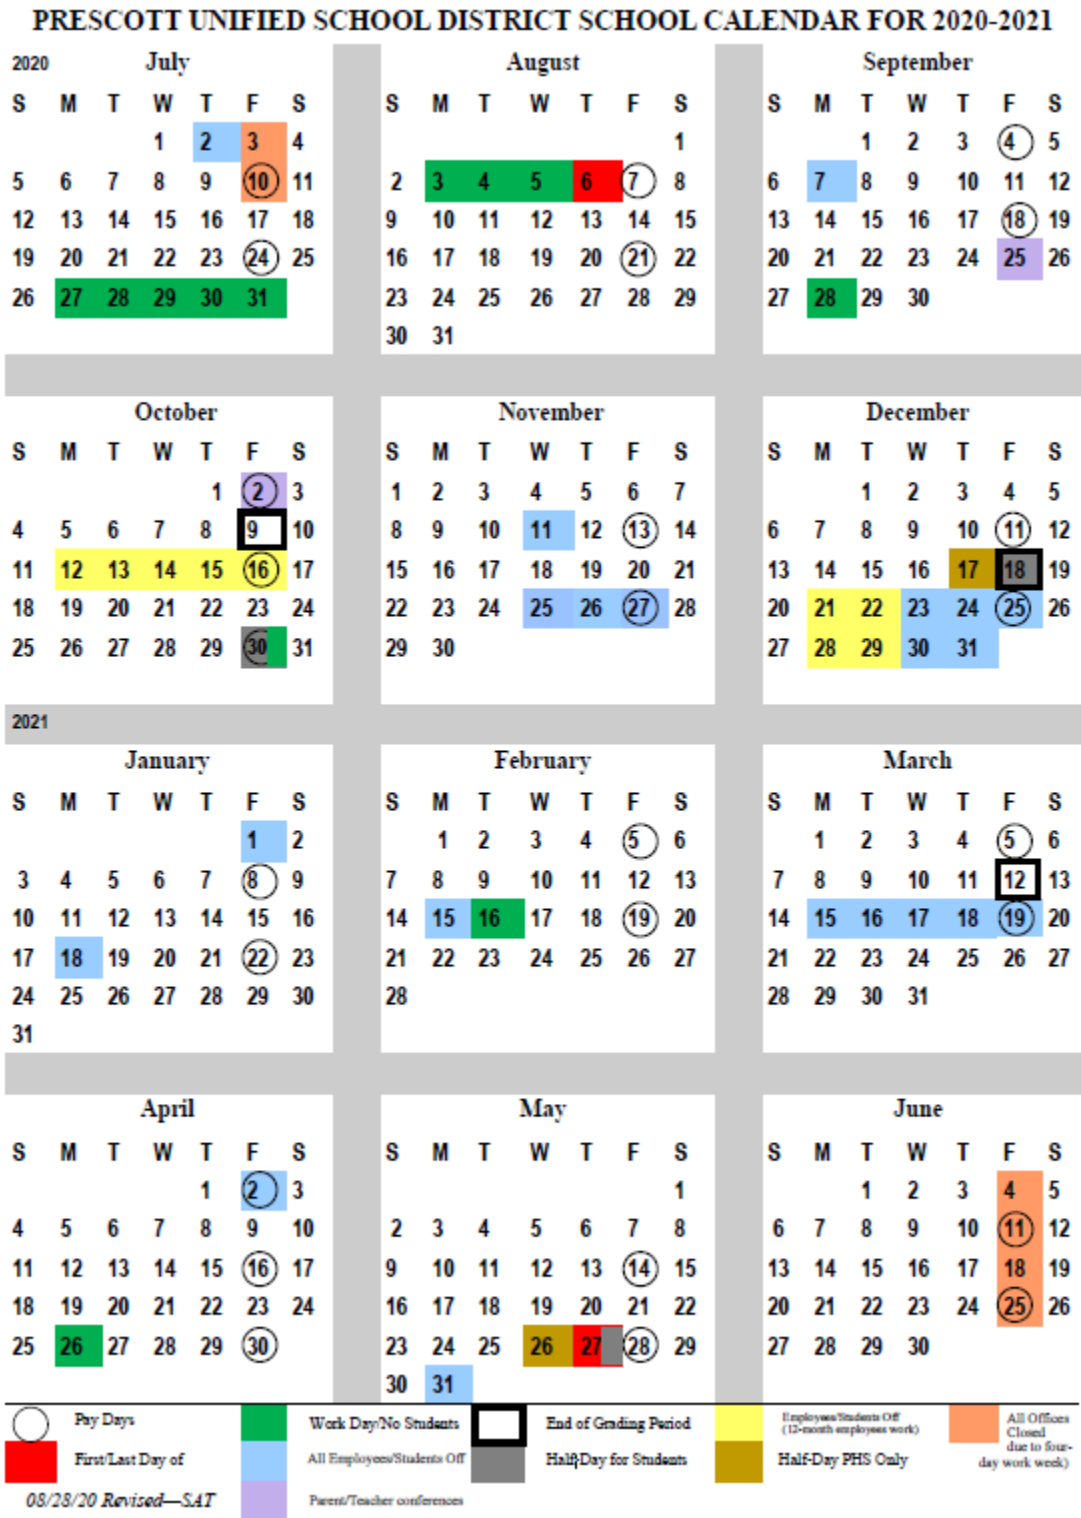 PRESCOTT UNIFIED SCHOOL DISTRICT SCHOOL CALENDAR FOR 2020-2021
2020 July August September
S M T W T F S S M T W T F S S M T W T F S
1 2 3 4 1 1 2 3 4 5
5 6 7 8 9 10 11 2 3 4 5 6 7 8 6 7 8 9 10 11 12
12 13 14 15 16 17 18 9 10 11 12 13 14 15 13 14 15 16 17 18 19
19 20 21 22 23 24 25 16 17 18 19 20 21 22 20 21 22 23 24 25 26
26 27 28 29 30 31 23 24 25 26 27 28 29 27 28 29 30
30 31
October November December
S M T W T F S S M T W T F S S M T W T F S
1 2 3 1 2 3 4 5 6 7 1 2 3 4 5
4 5 6 7 8 9 10 8 9 10 11 12 13 14 6 7 8 9 10 11 12
11 12 13 14 15 16 17 15 16 17 18 19 20 21 13 14 15 16 17 18 19
18 19 20 21 22 23 24 22 23 24 25 26 27 28 20 21 22 23 24 25 26
25 26 27 28 29 30 31 29 30 27 28 29 30 31
2021
January February March
S M T W T F S S M T W T F S S M T W T F S
1 2 1 2 3 4 5 6 1 2 3 4 5 6
3 4 5 6 7 8 9 7 8 9 10 11 12 13 7 8 9 10 11 12 13
10 11 12 13 14 15 16 14 15 16 17 18 19 20 14 15 16 17 18 19 20
17 18 19 20 21 22 23 21 22 23 24 25 26 27 21 22 23 24 25 26 27
24 25 26 27 28 29 30 28 28 29 30 31
31
April May June
S M T W T F S S M T W T F S S M T W T F S
1 2 3 1 1 2 3 4 5
4 5 6 7 8 9 10 2 3 4 5 6 7 8 6 7 8 9 10 11 12
11 12 13 14 15 16 17 9 10 11 12 13 14 15 13 14 15 16 17 18 19
18 19 20 21 22 23 24 16 17 18 19 20 21 22 20 21 22 23 24 25 26
25 26 27 28 29 30 23 24 25 26 27 28 29 27 28 29 30
30 31
Pay Days
Work Day/No Students
End of Grading Period
Employees/Students Off
(12-month employees work)
All Offices
Closed
due to four-
day work week)
First/Last Day of
All Employees/Students Off
Half-Day for Students
Half-Day PHS Only
08/28/20 Revised—SAT
Parent/Teacher conferences